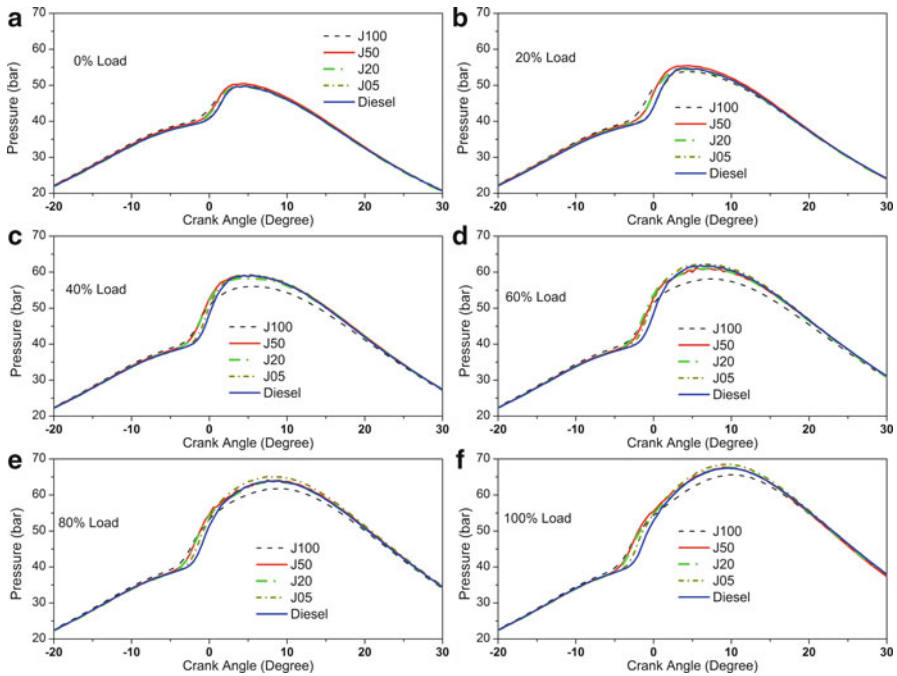 a
0% Load
J100
J50
J20
J05
Diesel
Pressure (bar)
70
60
50
40
30
20
-20
-10
0
10
20
30
Crank Angle (Degree)
b
20% Load
J100
J50
J20
J05
Diesel
Pressure (bar)
70
60
50
40
30
20
-20
-10
0
10
20
30
Crank Angle (Degree)
c
40% Load
J100
J50
J20
J05
Diesel
Pressure (bar)
70
60
50
40
30
20
-20
-10
0
10
20
30
Crank Angle (Degree)
d
60% Load
J100
J50
J20
J05
Diesel
Pressure (bar)
70
60
50
40
30
20
-20
-10
0
10
20
30
Crank Angle (Degree)
e
80% Load
J100
J50
J20
J05
Diesel
Pressure (bar)
70
60
50
40
30
20
-20
-10
0
10
20
30
Crank Angle (Degree)
f
100% Load
J100
J50
J20
J05
Diesel
Pressure (bar)
70
60
50
40
30
20
-20
-10
0
10
20
30
Crank Angle (Degree)